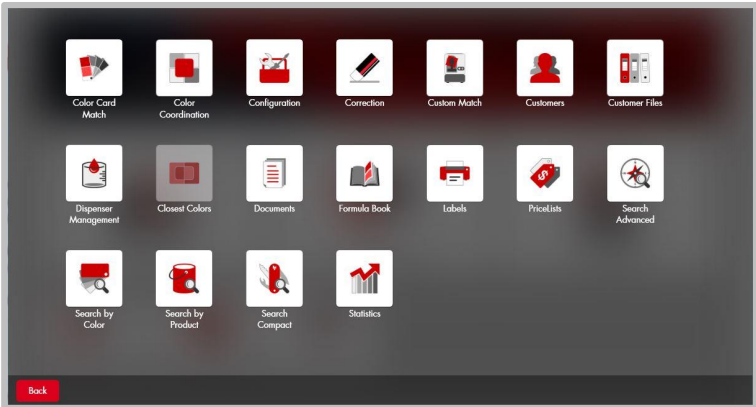 Color Card
Match
Color
Coordination
Configuration
Correction
Custom Match
Customers
Customer Files
Dispenser
Management
Closest Colors
Documents
Formula Book
Labels
PriceLists
Search
Advanced
Search by
Color
Search by
Product
Search
Compact
Statistics
Back